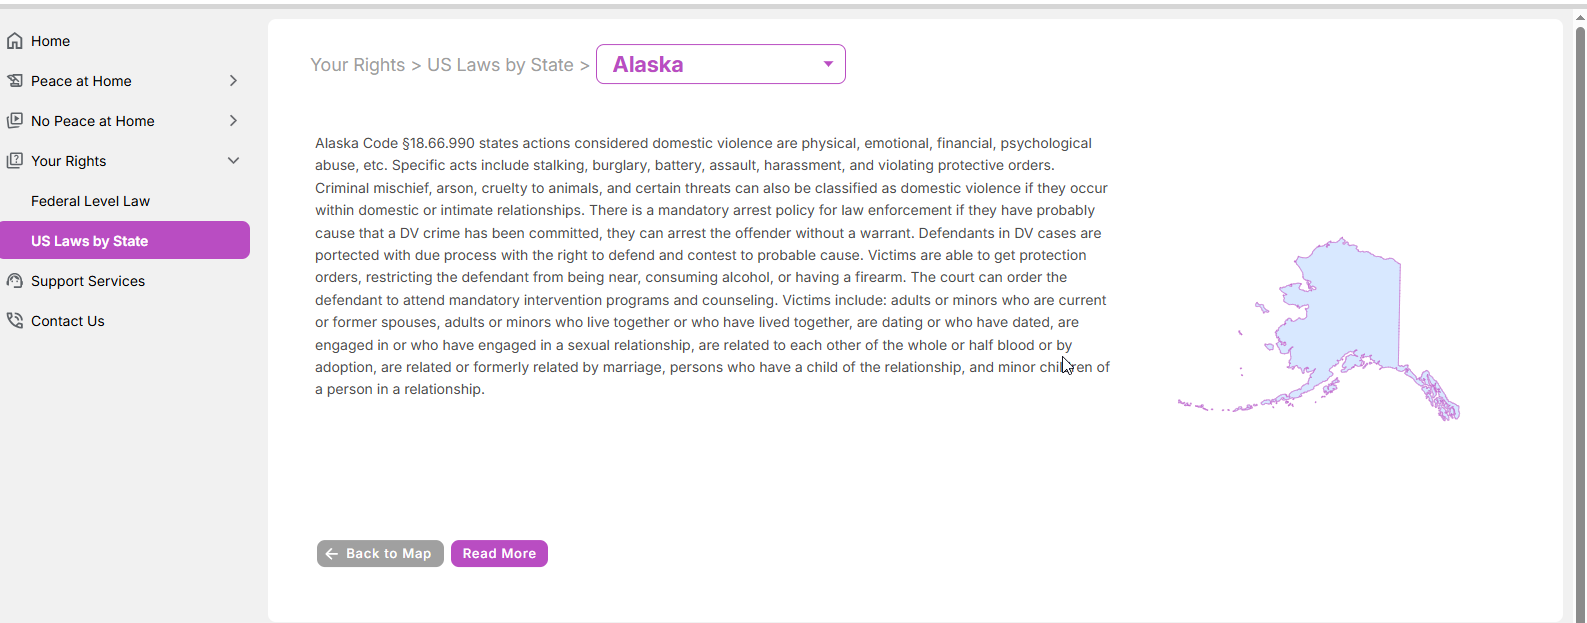 Home
Peace at Home
No Peace at Home
Your Rights
Federal Level Law
US Laws by State
Support Services
Contact Us
Your Rights > US Laws by State > Alaska
Alaska Code §18.66.990 states actions considered domestic violence are physical, emotional, financial, psychological
abuse, etc. Specific acts include stalking, burglary, battery, assault, harassment, and violating protective orders.
Criminal mischief, arson, cruelty to animals, and certain threats can also be classified as domestic violence if they occur
within domestic or intimate relationships. There is a mandatory arrest policy for law enforcement if they have probably
cause that a DV crime has been committed, they can arrest the offender without a warrant. Defendants in DV cases are
portected with due process with the right to defend and contest to probable cause. Victims are able to get protection
orders, restricting the defendant from being near, consuming alcohol, or having a firearm. The court can order the
defendant to attend mandatory intervention programs and counseling. Victims include: adults or minors who are current
or former spouses, adults or minors who live together or who have lived together, are dating or who have dated, are
engaged in or who have engaged in a sexual relationship, are related to each other of the whole or half blood or by
adoption, are related or formerly related by marriage, persons who have a child of the relationship, and minor children of
a person in a relationship.
Back to Map
Read More